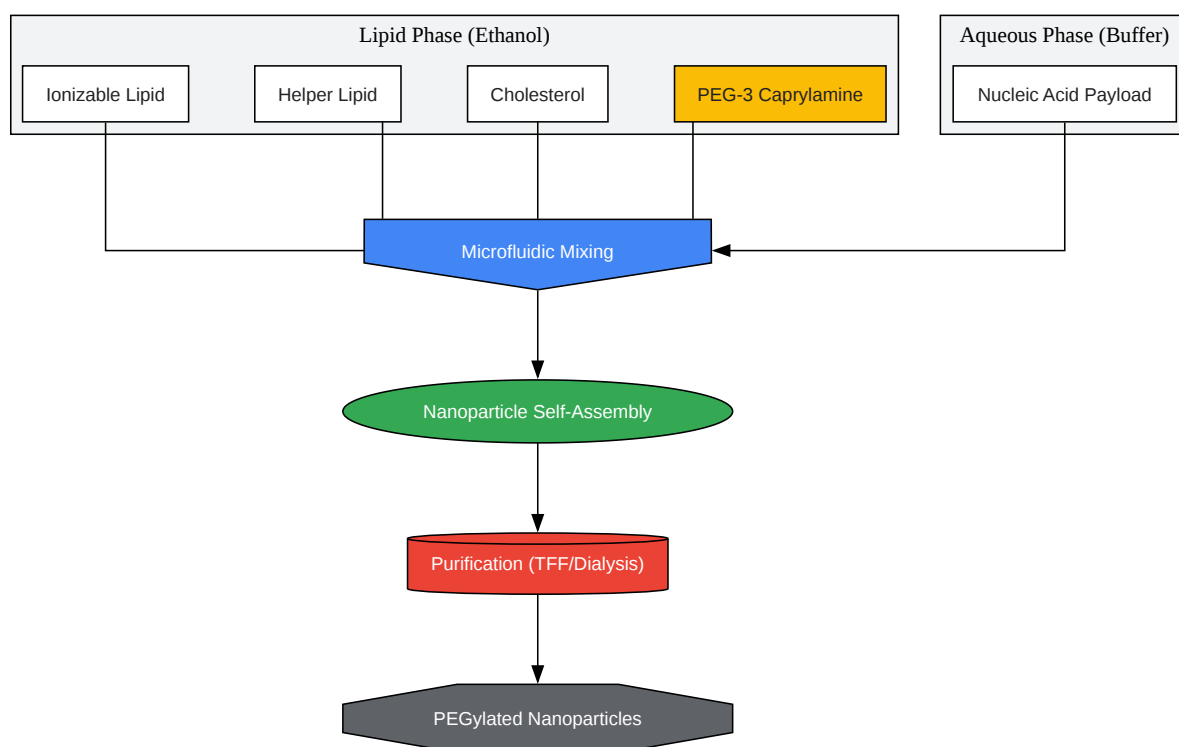 Lipid Phase (Ethanol)
Aqueous Phase (Buffer)
Ionizable Lipid
Helper Lipid
Cholesterol
PEG-3 Caprylamine
Nucleic Acid Payload
Microfluidic Mixing
Nanoparticle Self-Assembly
Purification (TFF/Dialysis)
PEGylated Nanoparticles